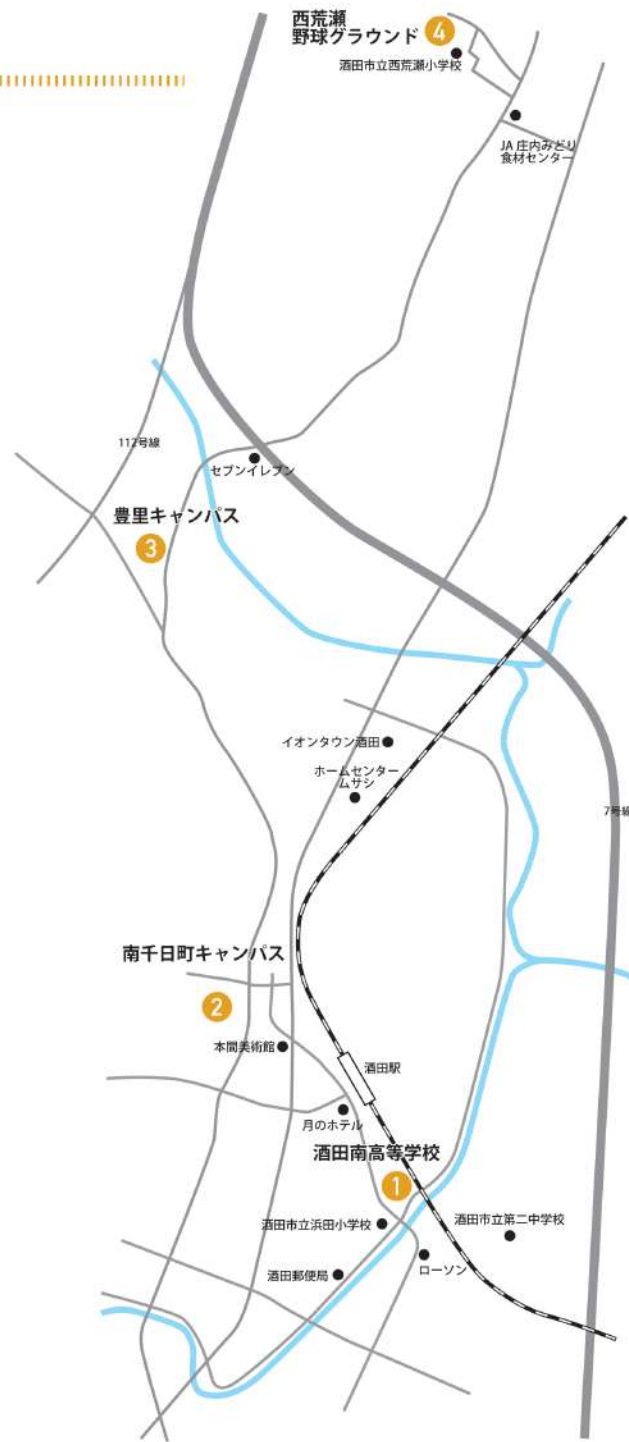 西荒瀬
野球グラウンド
4
酒田市立西荒瀬小学校
JA 庄内みどり
食材センター
112号線
セブンイレブン
豊里キャンパス
3
イオンタウン酒田
ホームセンター
ムサシ
7号線
南千日町キャンパス
2
本間美術館
酒田駅
月のホテル
酒田南高等学校
1
酒田市立浜田小学校
酒田市立第二中学校
ローソン
酒田郵便局